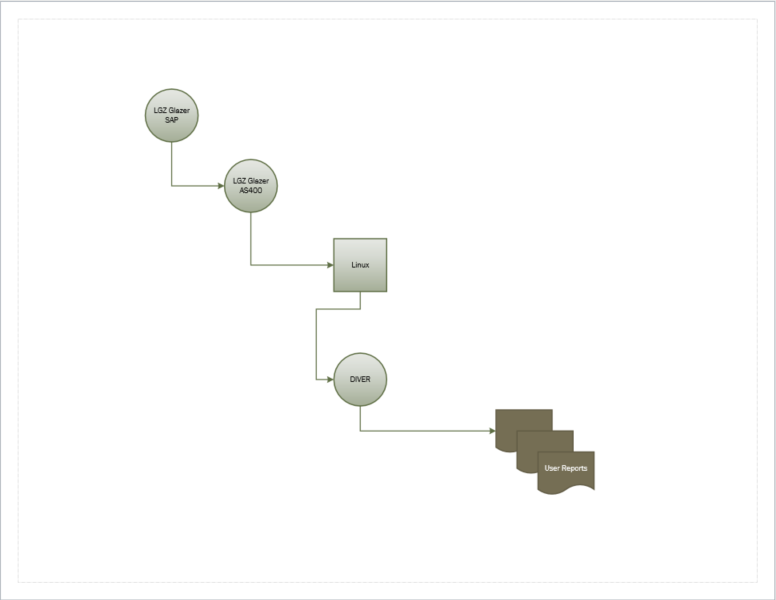 LGZ Glazer
SAP
LGZ Glazer
AS400
Linux
DIVER
User Reports